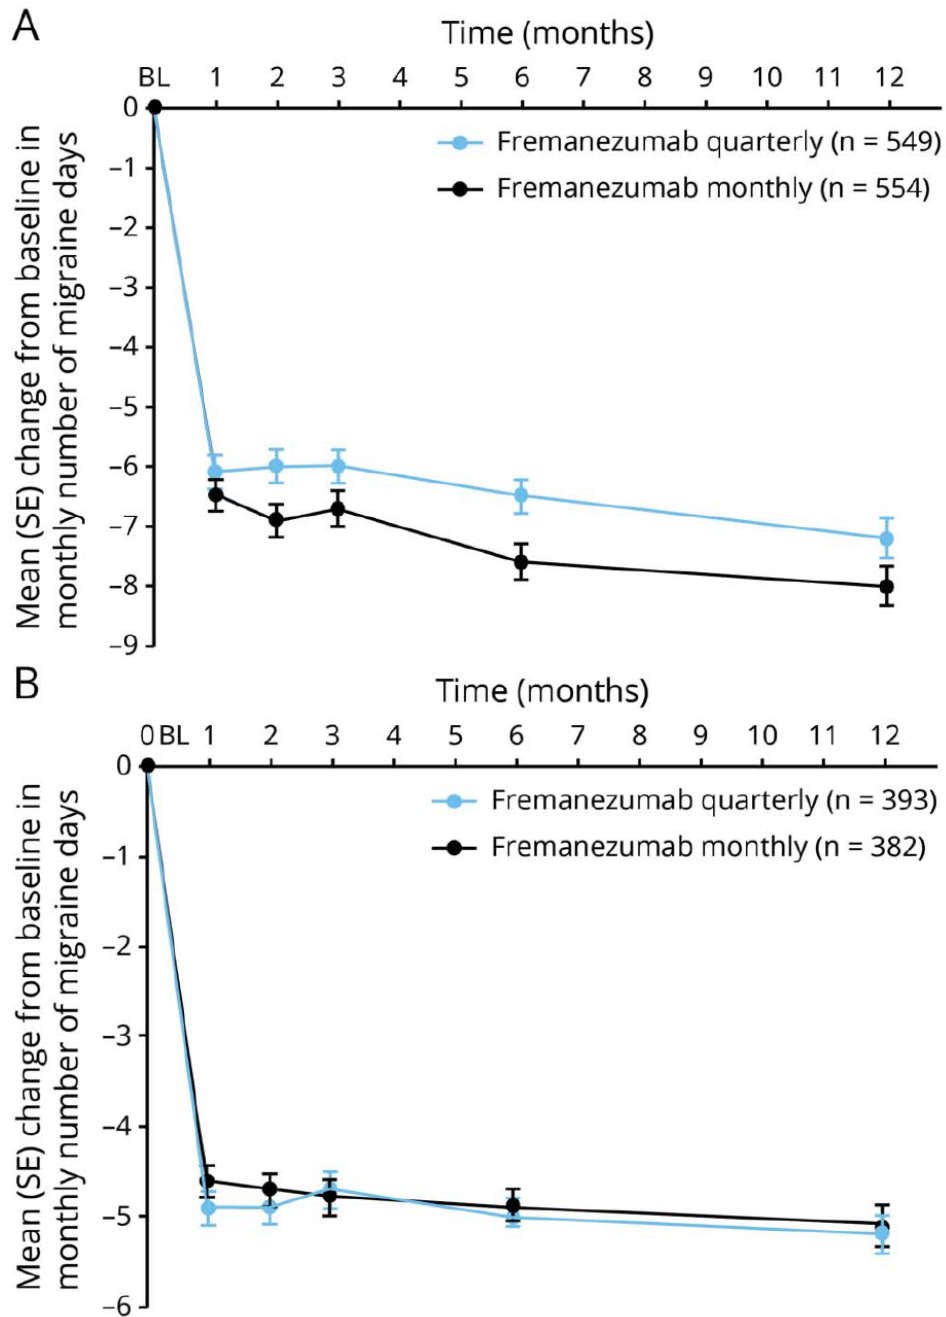 A
Time (months)
BL 1 2 3 4 5 6 7 8 9 10 11 12
Mean (SE) change from baseline in
monthly number of migraine days
0
–1
–2
–3
–4
–5
–6
–7
–8
–9
Fremanezumab quarterly (n = 549)
Fremanezumab monthly (n = 554)
B
Time (months)
0 BL 1 2 3 4 5 6 7 8 9 10 11 12
Mean (SE) change from baseline in
monthly number of migraine days
0
–1
–2
–3
–4
–5
–6
Fremanezumab quarterly (n = 393)
Fremanezumab monthly (n = 382)